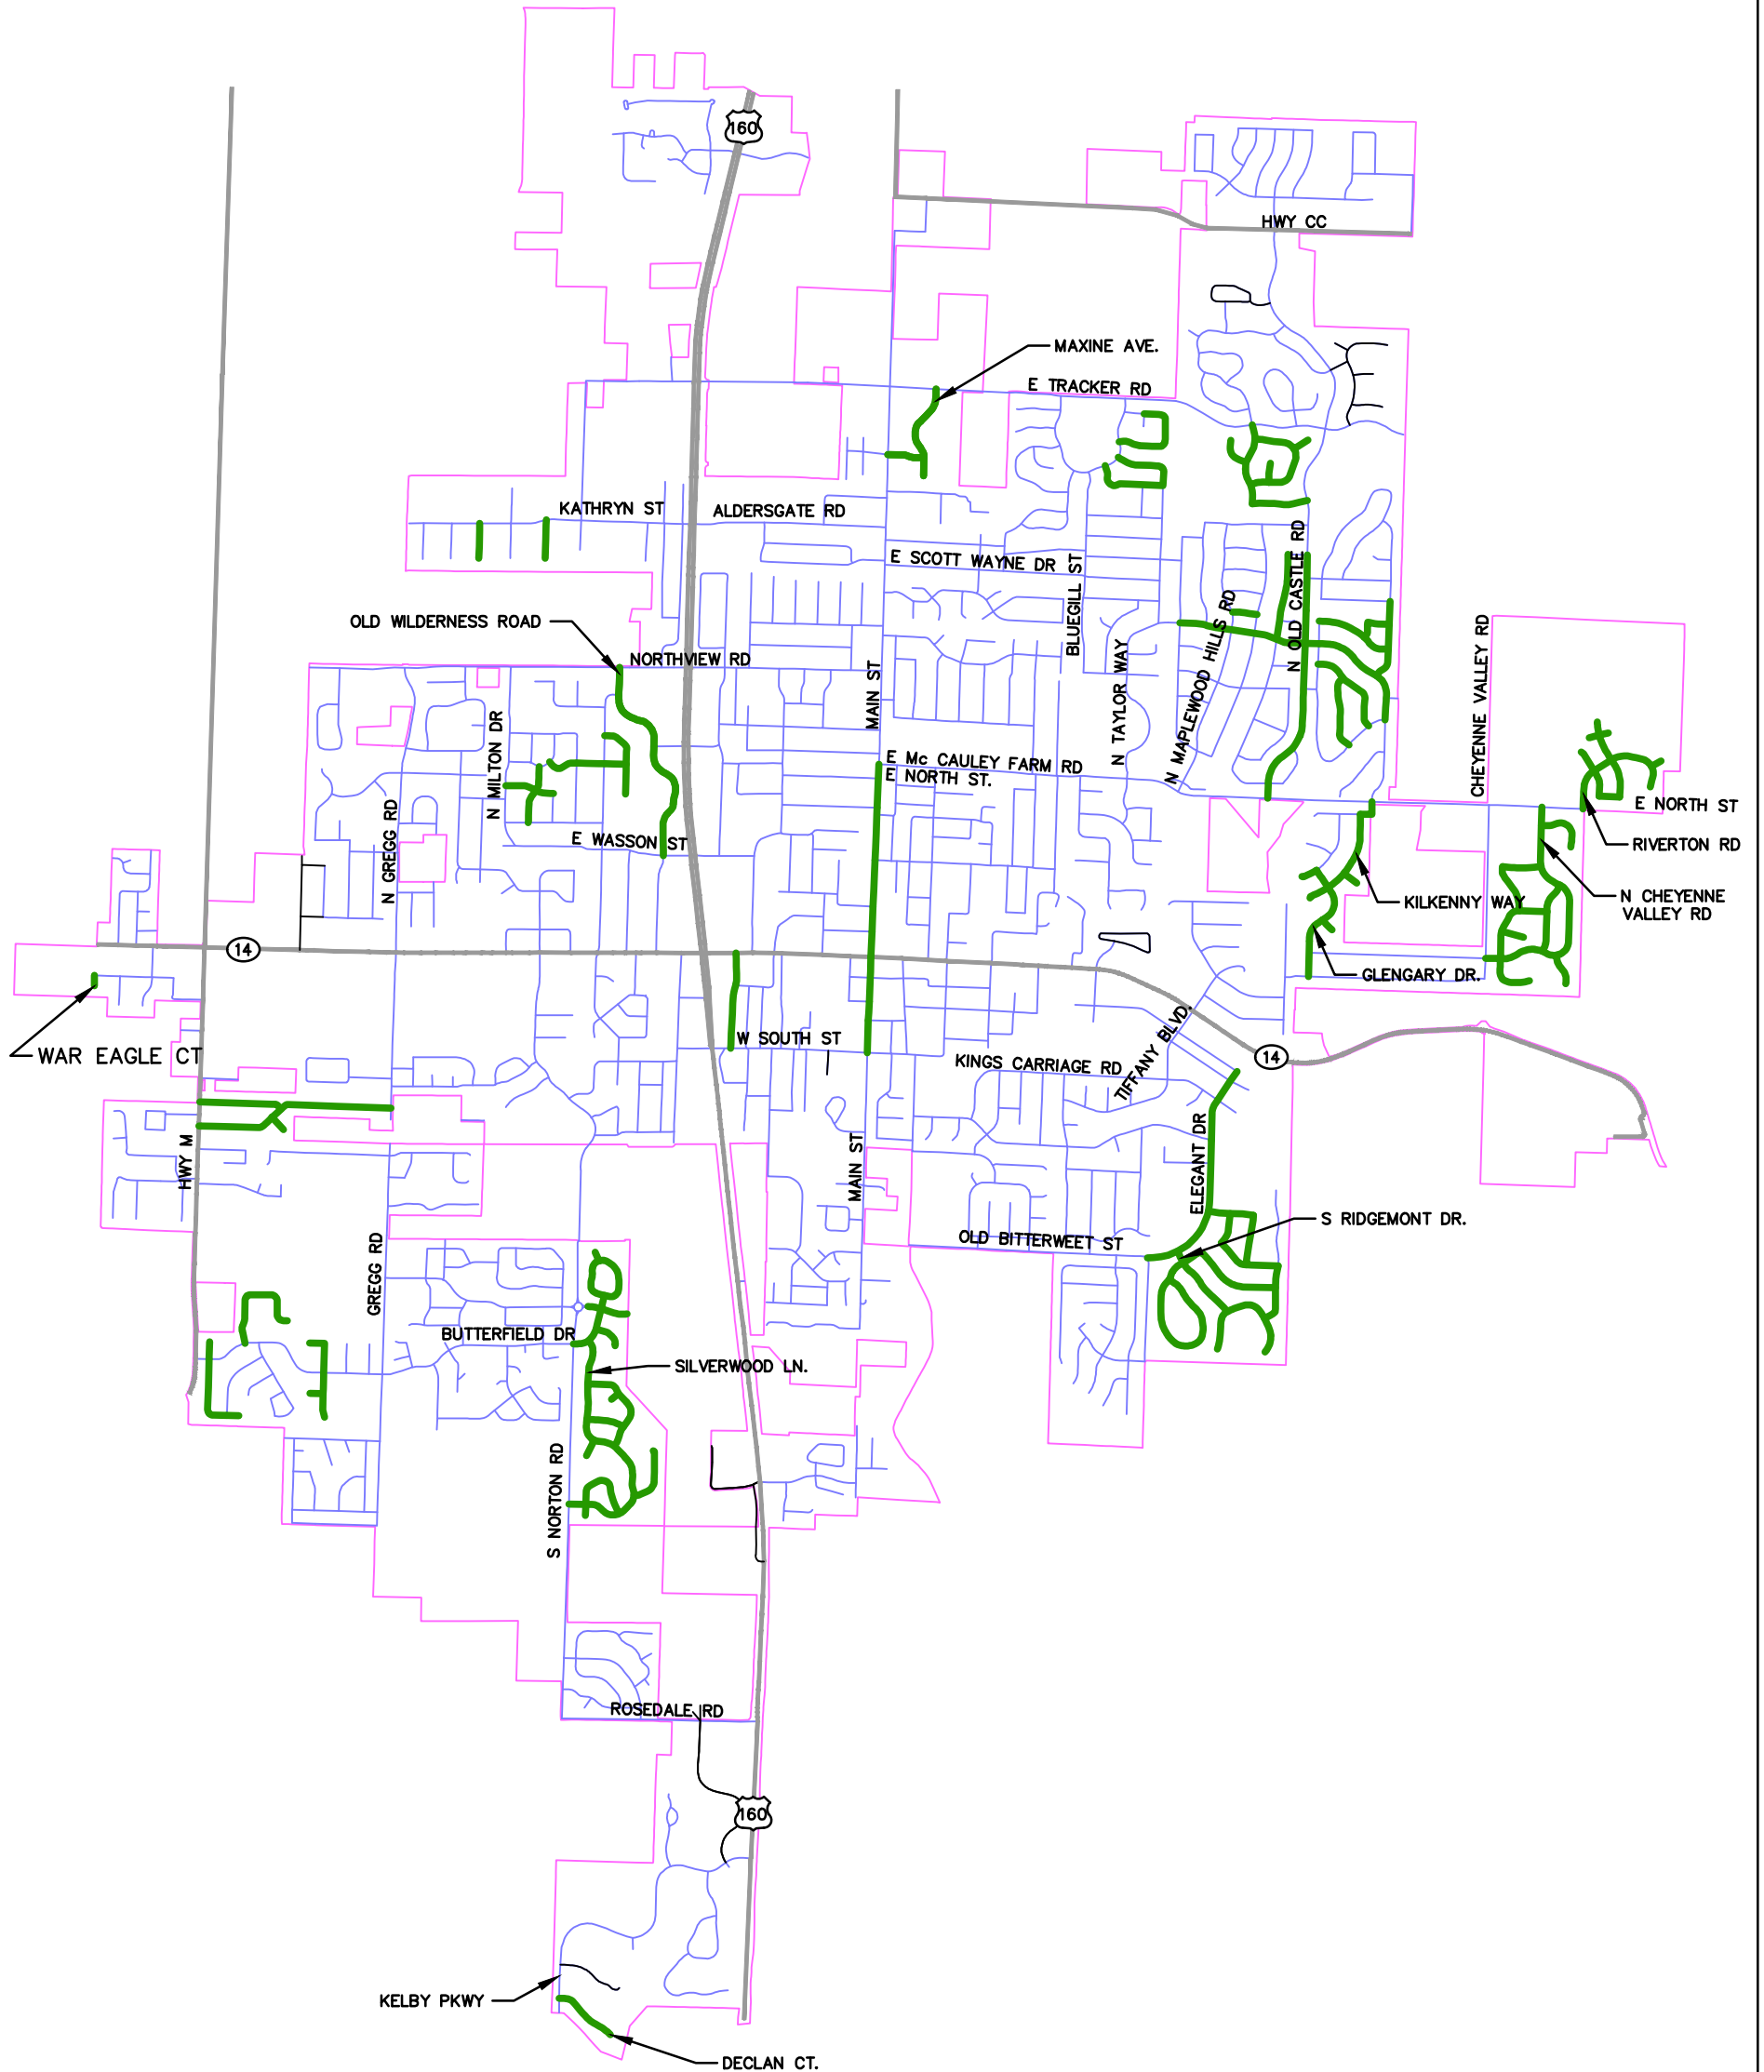 160
HWY CC
MAXINE AVE.
E TRACKER RD
KATHRYN ST
ALDERSGATE RD
E SCOTT WAYNE DR
BLUEGILL ST
N OLD CASTLE RD
OLD WILDERNESS ROAD
NORTHVIEW RD
MAIN ST
N TAYLOR WAY
N MAPLEWOOD HILLS RD
CHEYENNE VALLEY RD
N MILTON DR
E Mc CAULEY FARM RD
E NORTH ST.
E NORTH ST
RIVERTON RD
N GREGG RD
E WASSON ST
KILKENNY WAY
N CHEYENNE
VALLEY RD
14
GLENGARY DR.
WAR EAGLE CT
W SOUTH ST
KINGS CARRIAGE RD
TIFFANY BLVD.
14
HWY M
MAIN ST
ELEGANT DR
S RIDGEMONT DR.
OLD BITTERWEET ST
GREGG RD
BUTTERFIELD DR
SILVERWOOD LN.
S NORTON RD
ROSEDALE RD
160
KELBY PKWY
DECLAN CT.